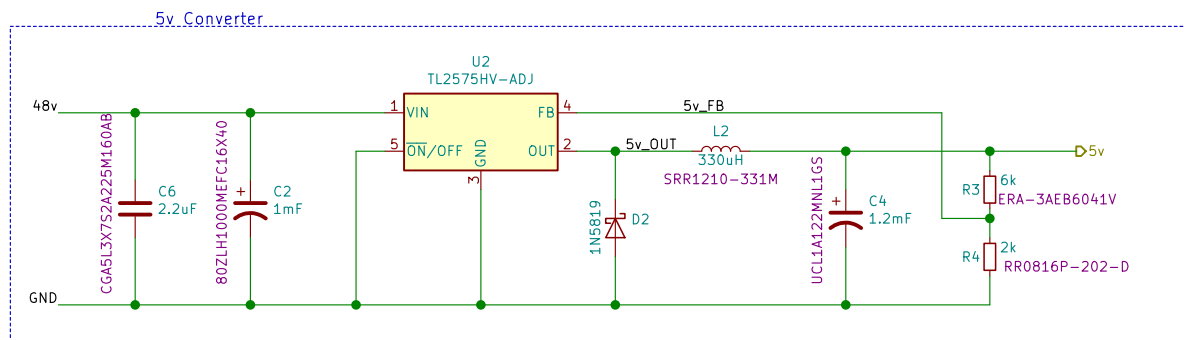 5v Converter
U2
TL2575HV-ADJ
48v
1
VIN
FB
4
5v_FB
5
ON/OFF
GND
OUT
2
5v_OUT
L2
330uH
SRR1210-331M
5v
3
CGA5L3X7S2A225M160AB
C6
2.2uF
80ZLH1000MEFC16X40
+
C2
1mF
1N5819
D2
UCL1A122MNL1GS
+
C4
1.2mF
R3
6k
ERA-3AEB6041V
R4
2k
RR0816P-202-D
GND